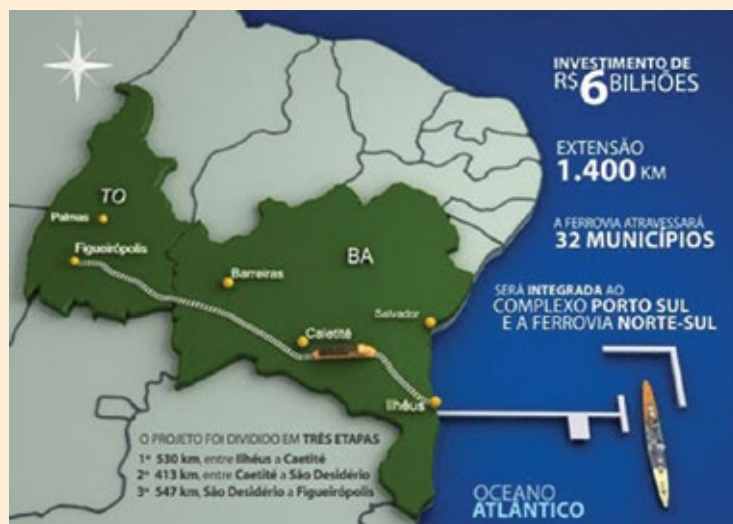 INVESTIMENTO DE
R$ 6 BILHÕES
EXTENSÃO
1.400 KM
A FERROVIA ATRAVESSARÁ
32 MUNICÍPIOS
SERÁ INTEGRADA AO
COMPLEXO PORTO SUL
E A FERROVIA NORTE-SUL
TO
Palmas
Figueirópolis
BA
Barreiras
Salvador
Caietité
Ilhéus
O PROJETO FOI DIVIDIDO EM TRÊS ETAPAS
1ª 530 km, entre Ilhéus a Caetité
2ª 413 km, entre Caetité a São Desidério
3ª 547 km, São Desidério a Figueirópolis
OCEANO
ATLÂNTICO